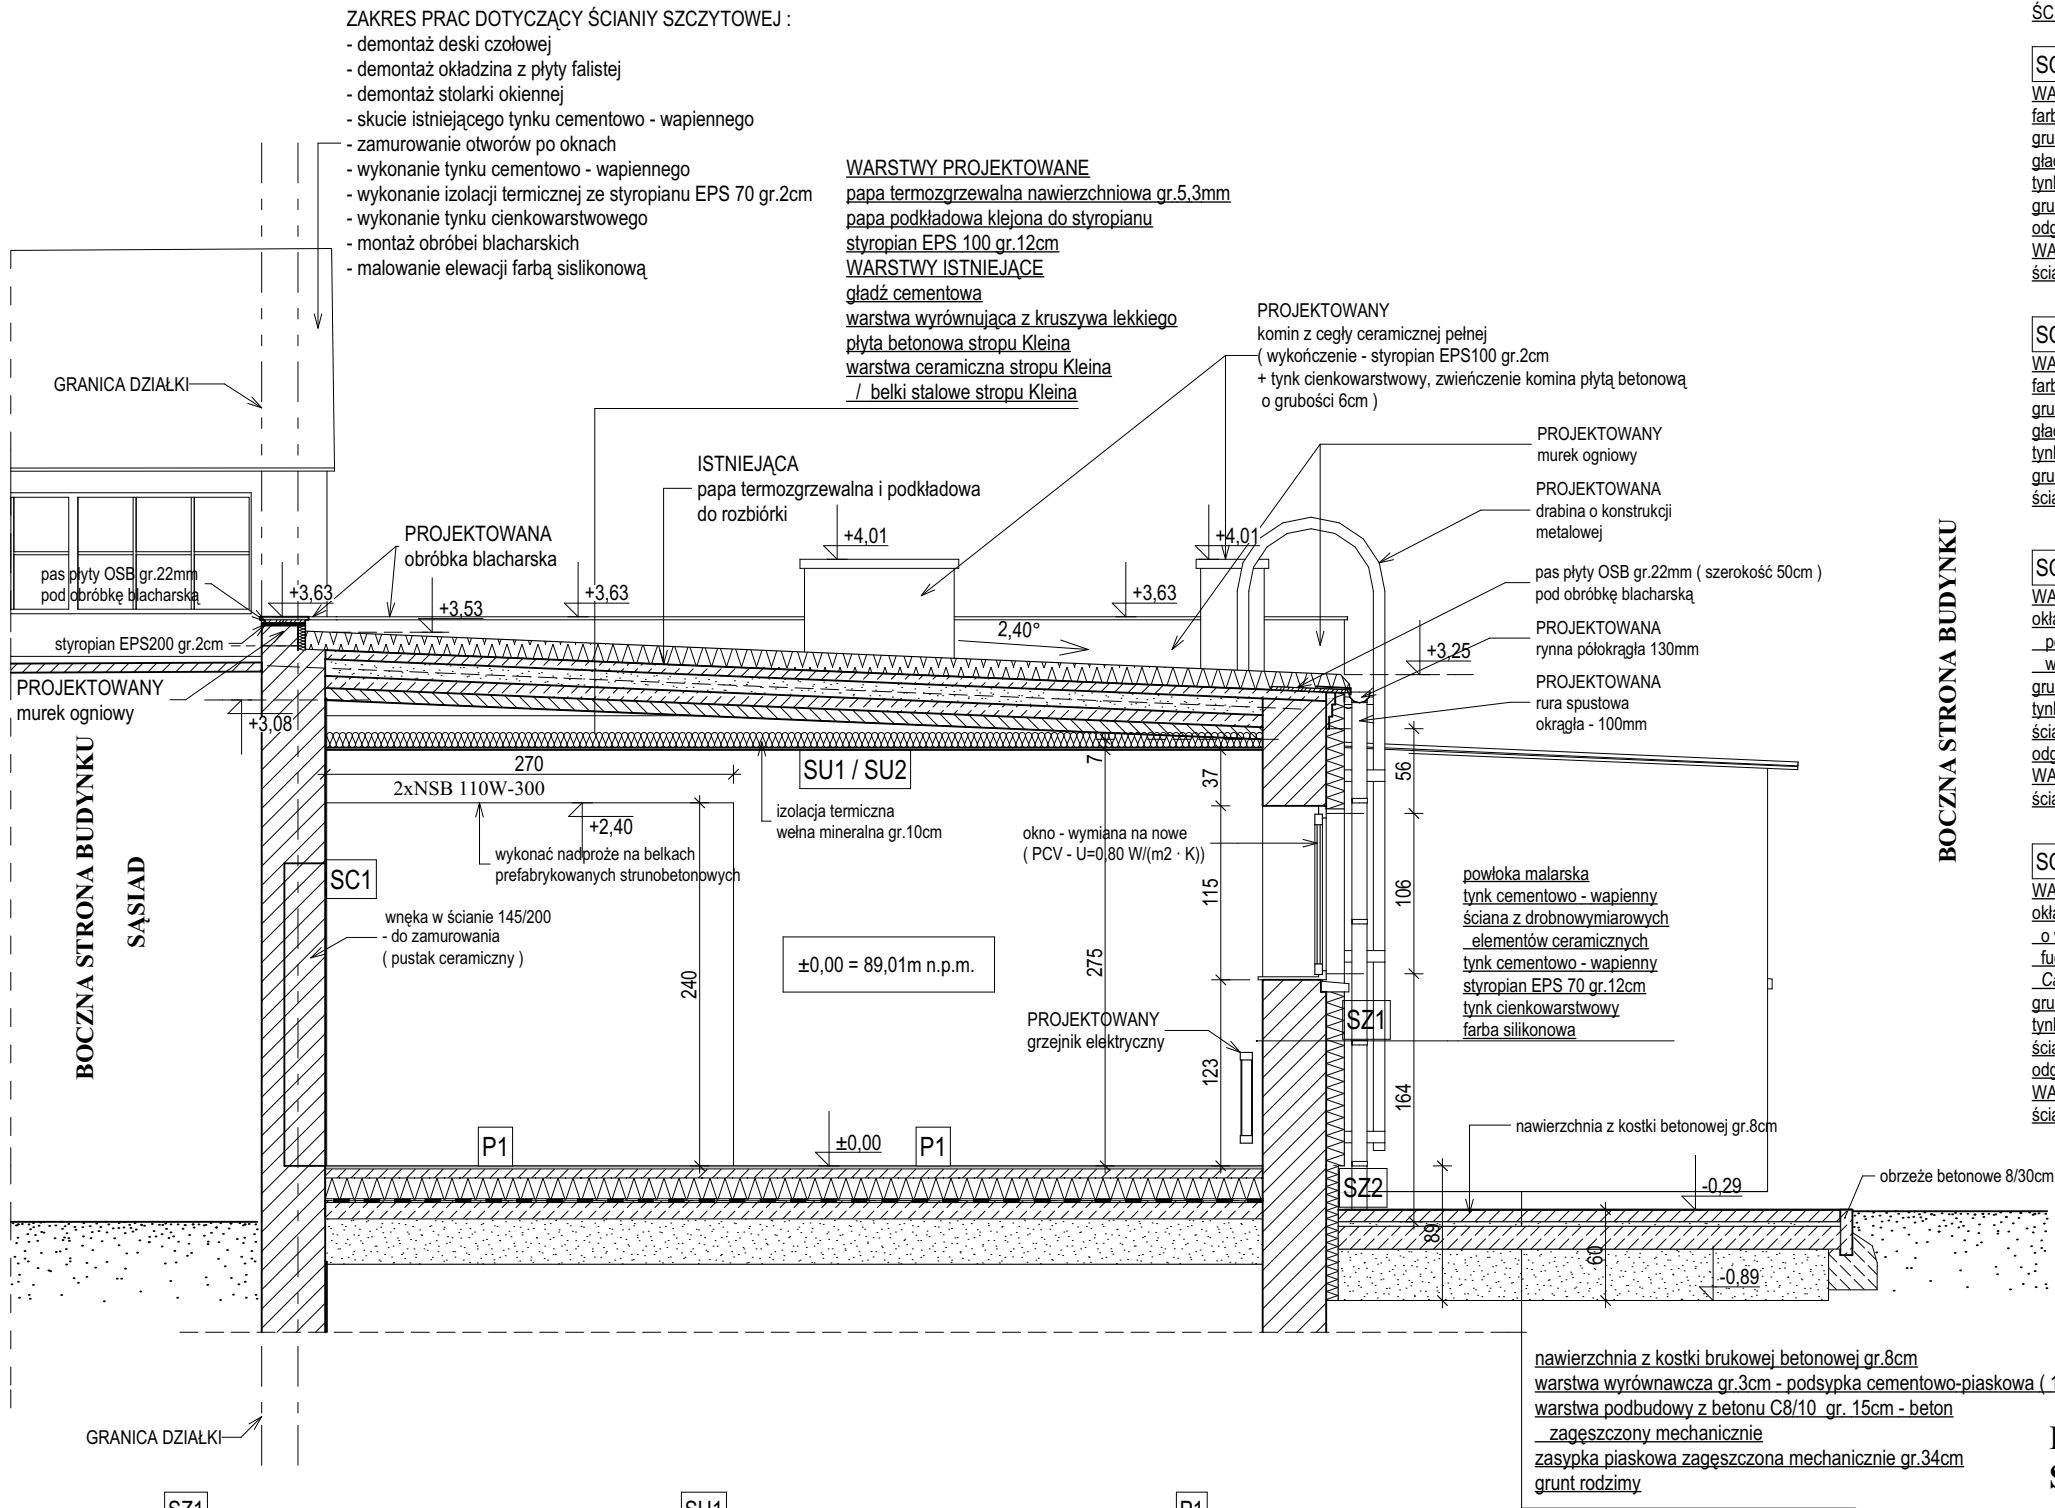 ZAKRES PRAC DOTYCZĄCY ŚCIANIY SZCZYTOWEJ :
- demontaż deski czołowej
- demontaż okładzina z płyty falistej
- demontaż stolarki okiennej
- skucie istniejącego tynku cementowo - wapiennego
- zamurowanie otworów po oknach
- wykonanie tynku cementowo - wapiennego
- wykonanie izolacji termicznej ze styropianu EPS 70 gr.2cm
- wykonanie tynku cienkowarstwowego
- montaż obróbei blacharskich
- malowanie elewacji farbą sislikonową
WARSTWY PROJEKTOWANE
papa termozgrzewalna nawierzchniowa gr.5,3mm
papa podkładowa klejona do styropianu
styropian EPS 100 gr.12cm
WARSTWY ISTNIEJĄCE
gładź cementowa
warstwa wyrównująca z kruszywa lekkiego
płyta betonowa stropu Kleina
warstwa ceramiczna stropu Kleina
/ belki stalowe stropu Kleina
PROJEKTOWANY
komin z cegły ceramicznej pełnej
( wykończenie - styropian EPS100 gr.2cm
+ tynk cienkowarstwowy, zwieńczenie komina płytą betonową
o grubości 6cm )
GRANICA DZIAŁKI
ISTNIEJĄCA
papa termozgrzewalna i podkładowa
do rozbiórki
PROJEKTOWANY
murek ogniowy
PROJEKTOWANA
drabina o konstrukcji
metalowej
PROJEKTOWANA
obróbka blacharska
+4,01
+4,01
pas płyty OSB gr.22mm
pod obróbkę blacharską
pas płyty OSB gr.22mm ( szerokość 50cm )
pod obróbkę blacharską
+3,63
+3,53
+3,63
+3,63
styropian EPS200 gr.2cm
2,40°
PROJEKTOWANA
rynna półokrągła 130mm
+3,25
PROJEKTOWANY
murek ogniowy
+3,08
PROJEKTOWANA
rura spustowa
okrągła - 100mm
270
2xNSB 110W-300
SU1 / SU2
7
37
56
+2,40
izolacja termiczna
wełna mineralna gr.10cm
wykonać nadproże na belkach
prefabrykowanych strunobetonowych
okno - wymiana na nowe
( PCV - U=0,80 W/(m2 · K))
SC1
wnęka w ścianie 145/200
- do zamurowania
( pustak ceramiczny )
240
±0,00 = 89,01m n.p.m.
275
115
106
powłoka malarska
tynk cementowo - wapienny
ściana z drobnowymiarowych
elementów ceramicznych
tynk cementowo - wapienny
styropian EPS 70 gr.12cm
tynk cienkowarstwowy
farba silikonowa
SZ1
PROJEKTOWANY
grzejnik elektryczny
123
164
BOCZNA STRONA BUDYNKU
SĄSIAD
BOCZNA STRONA BUDYNKU
P1
±0,00
P1
nawierzchnia z kostki betonowej gr.8cm
SZ2
-0,29
obrzeże betonowe 8/30cm
89
60
-0,89
nawierzchnia z kostki brukowej betonowej gr.8cm
warstwa wyrównawcza gr.3cm - podsypka cementowo-piaskowa ( 1
warstwa podbudowy z betonu C8/10 gr. 15cm - beton
zagęszczony mechanicznie
zasypka piaskowa zagęszczona mechanicznie gr.34cm
grunt rodzimy
GRANICA DZIAŁKI
SZ1
SU1
P1